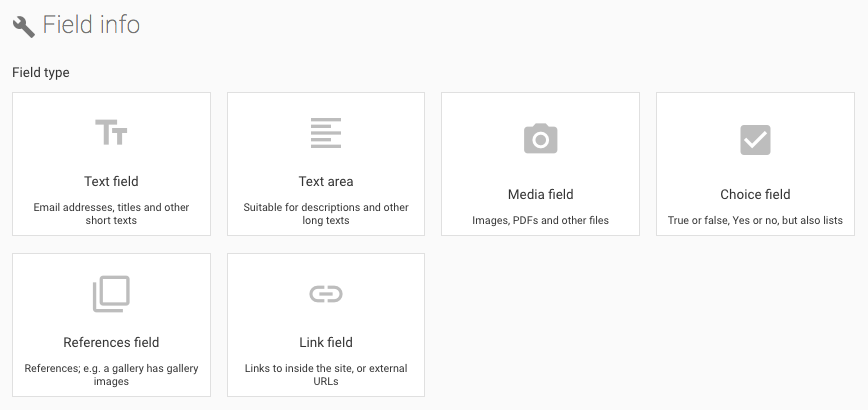 Field info
Field type
Text field
Email addresses, titles and other
short texts
Text area
Suitable for descriptions and other
long texts
Media field
Images, PDFs and other files
Choice field
True or false, Yes or no, but also lists
References field
References; e.g. a gallery has gallery
images
Link field
Links to inside the site, or external
URLs